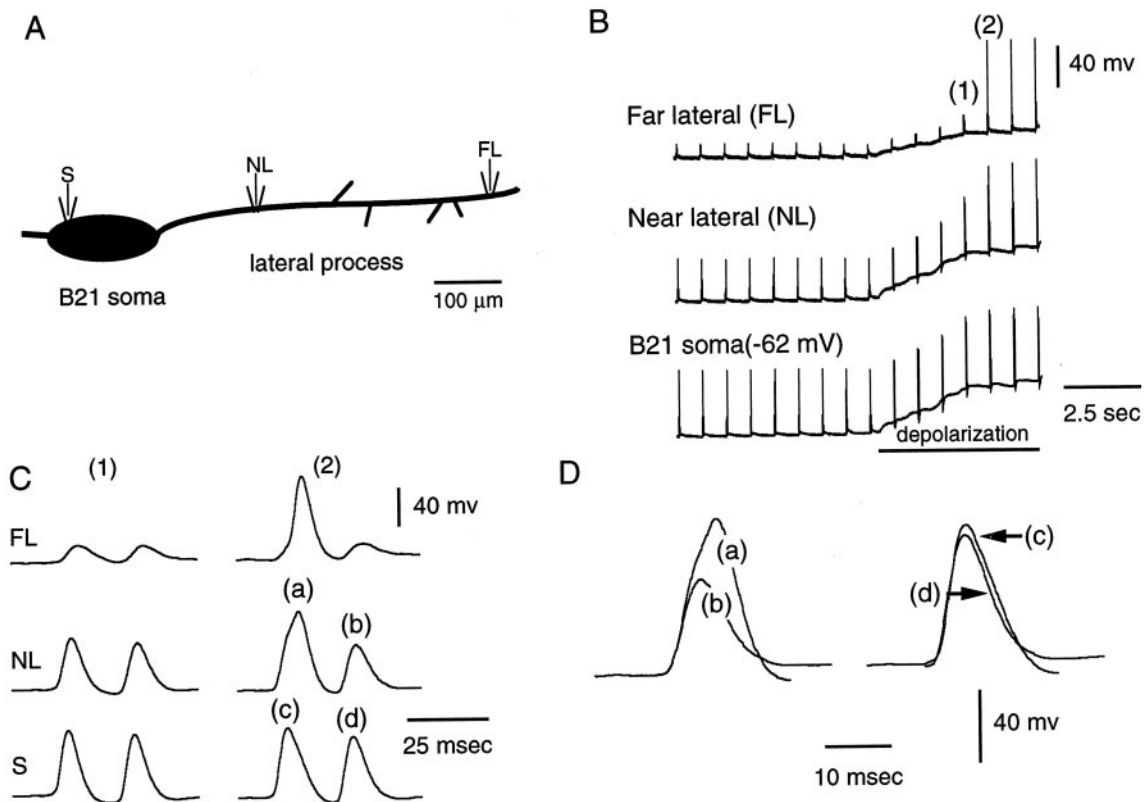 A
S
NL
FL
lateral process
B21 soma
100 μm
B
(2)
40 mv
(1)
Far lateral (FL)
Near lateral (NL)
B21 soma(-62 mV)
2.5 sec
depolarization
C
(1)
(2)
40 mv
FL
(a)
(b)
NL
(c)
(d)
25 msec
S
D
(a)
(b)
(c)
(d)
40 mv
10 msec